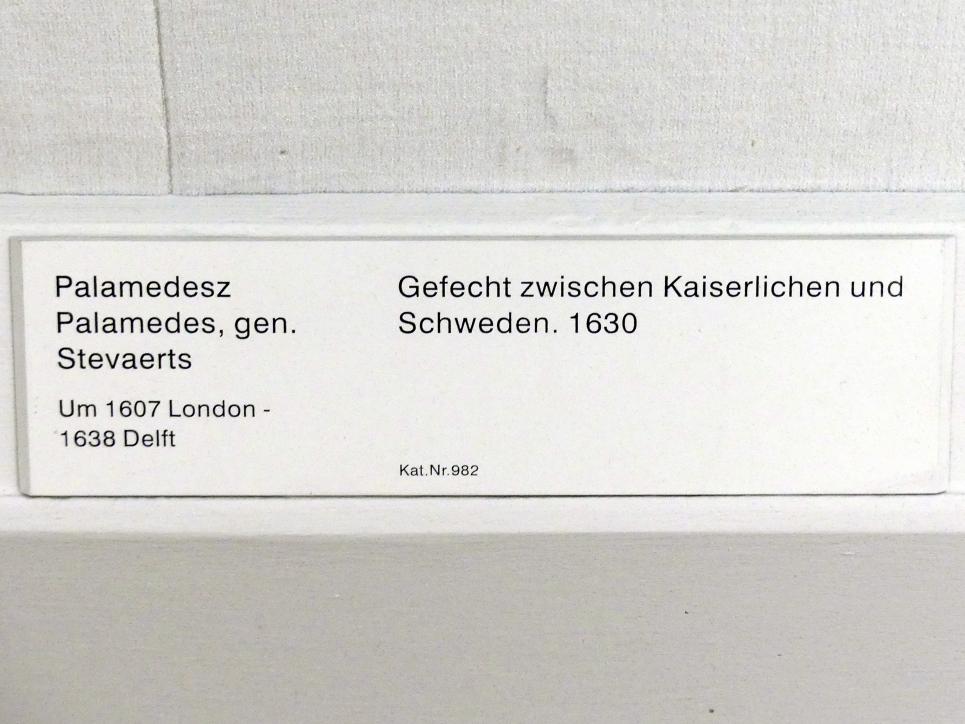 Palamedesz
Palamedes, gen.
Stevaerts
Um 1607 London -
1638 Delft
Gefecht zwischen Kaiserlichen und
Schweden. 1630
Kat.Nr.982